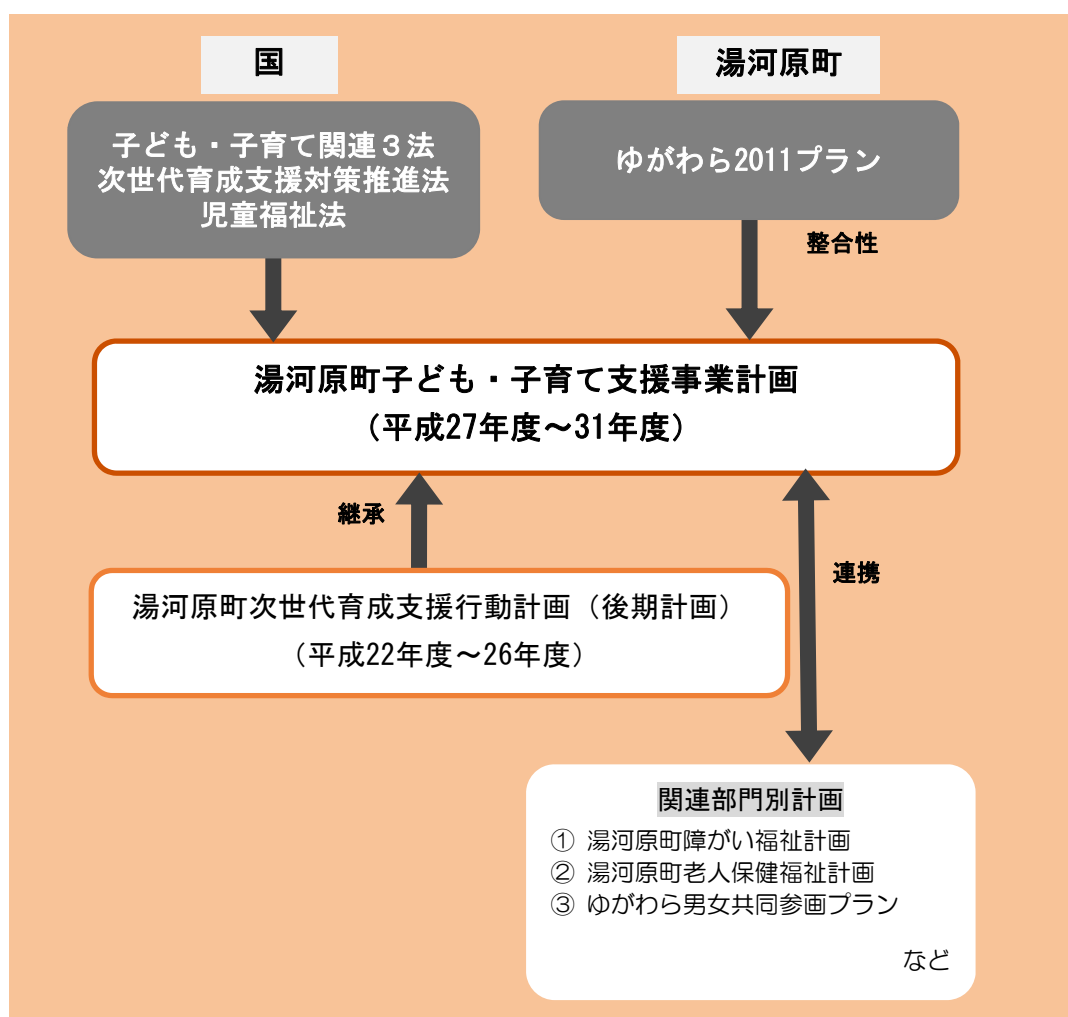 国
湯河原町
子ども・子育て関連３法
次世代育成支援対策推進法
児童福祉法
ゆがわら2011プラン
整合性
湯河原町子ども・子育て支援事業計画
（平成27年度～31年度）
継承
連携
湯河原町次世代育成支援行動計画（後期計画）
（平成22年度～26年度）
関連部門別計画
① 湯河原町障がい福祉計画
② 湯河原町老人保健福祉計画
③ ゆがわら男女共同参画プラン
など